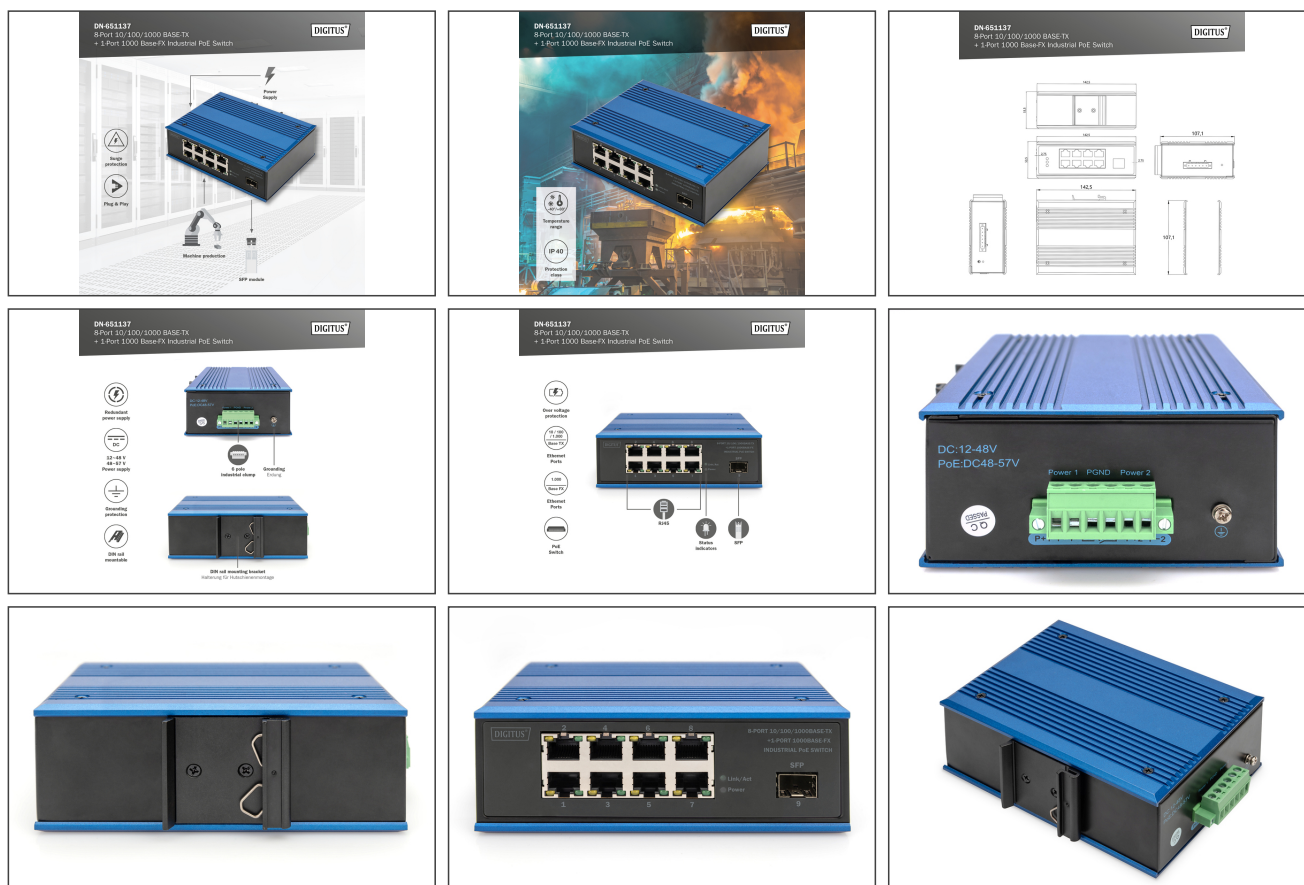 DN-651137
8-Port 10/100/1000 BASE-TX
+ 1-Port 1000 Base-FX Industrial PoE Switch
DIGITUS®
Power
Supply
Surge
protection
Plug & Play
Machine production
SFP module
DN-651137
8-Port 10/100/1000 BASE-TX
+ 1-Port 1000 Base-FX Industrial PoE Switch
DIGITUS®
Temperature
range
IP 40
Protection
class
DN-651137
8-Port 10/100/1000 BASE-TX
+ 1-Port 1000 Base-FX Industrial PoE Switch
DIGITUS®
107,1
142,5
107,1
DN-651137
8-Port 10/100/1000 BASE-TX
+ 1-Port 1000 Base-FX Industrial PoE Switch
DIGITUS®
Redundant
power supply
DC
12–48 V
48–57 V
Power supply
Grounding
protection
DIN rail
mountable
DC:12-48V
PoE:DC48-57V
6 pole
industrial clamp
Grounding
Erdung
DIN rail mounting bracket
Halterung für Hutschienenmontage
DN-651137
8-Port 10/100/1000 BASE-TX
+ 1-Port 1000 Base-FX Industrial PoE Switch
DIGITUS®
Over voltage
protection
10 / 100
/ 1.000
Base-TX
Ethernet
Ports
1.000
Base FX
Ethernet
Ports
PoE
Switch
RJ45
Status
Indicators
SFP
DC:12-48V
PoE:DC48-57V
Power 1 PGND Power 2
QC
PASSED
DIGITUS®
2 4 6 8
8-PORT 10/100/1000BASE-TX
+1-PORT 1000BASE-FX
INDUSTRIAL PoE SWITCH
SFP
Link/Act
Power
1 3 5 7
9